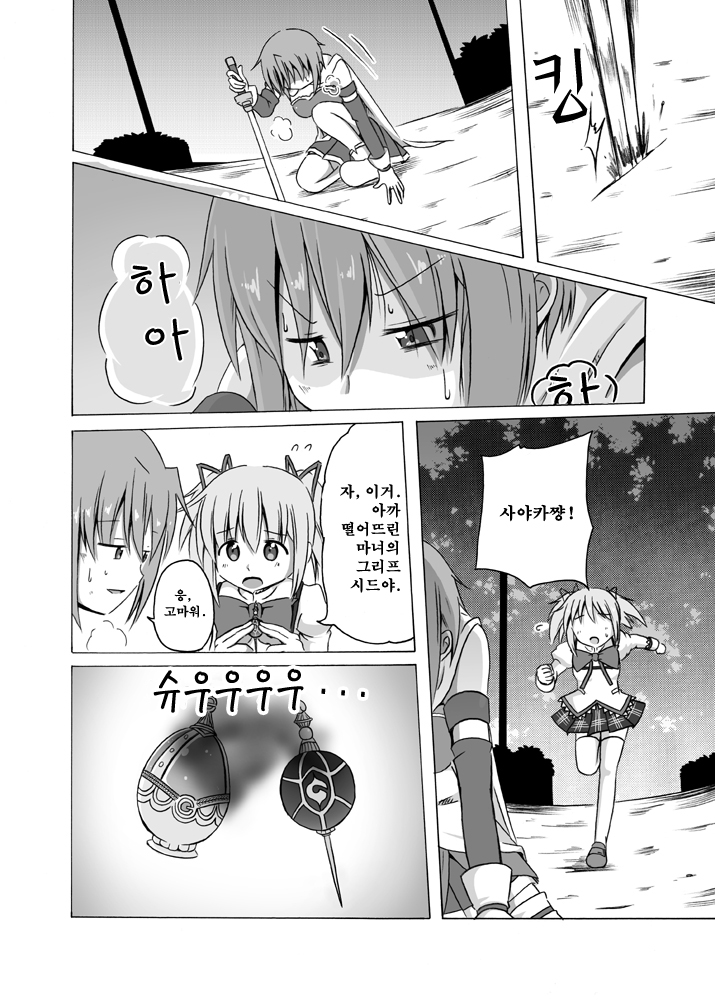 킹
하
아
하
사야카쨩!
자, 이거.
아까
떨어뜨린
마녀의
그리프
시드야.
응,
고마워.
슈우우우우...